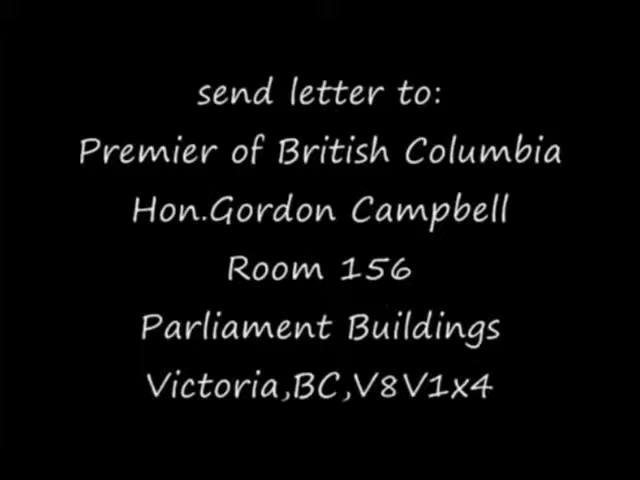 send letter to:
Premier of British Columbia
Hon.Gordon Campbell
Room 156
Parliament Buildings
Victoria,BC,V8V1x4